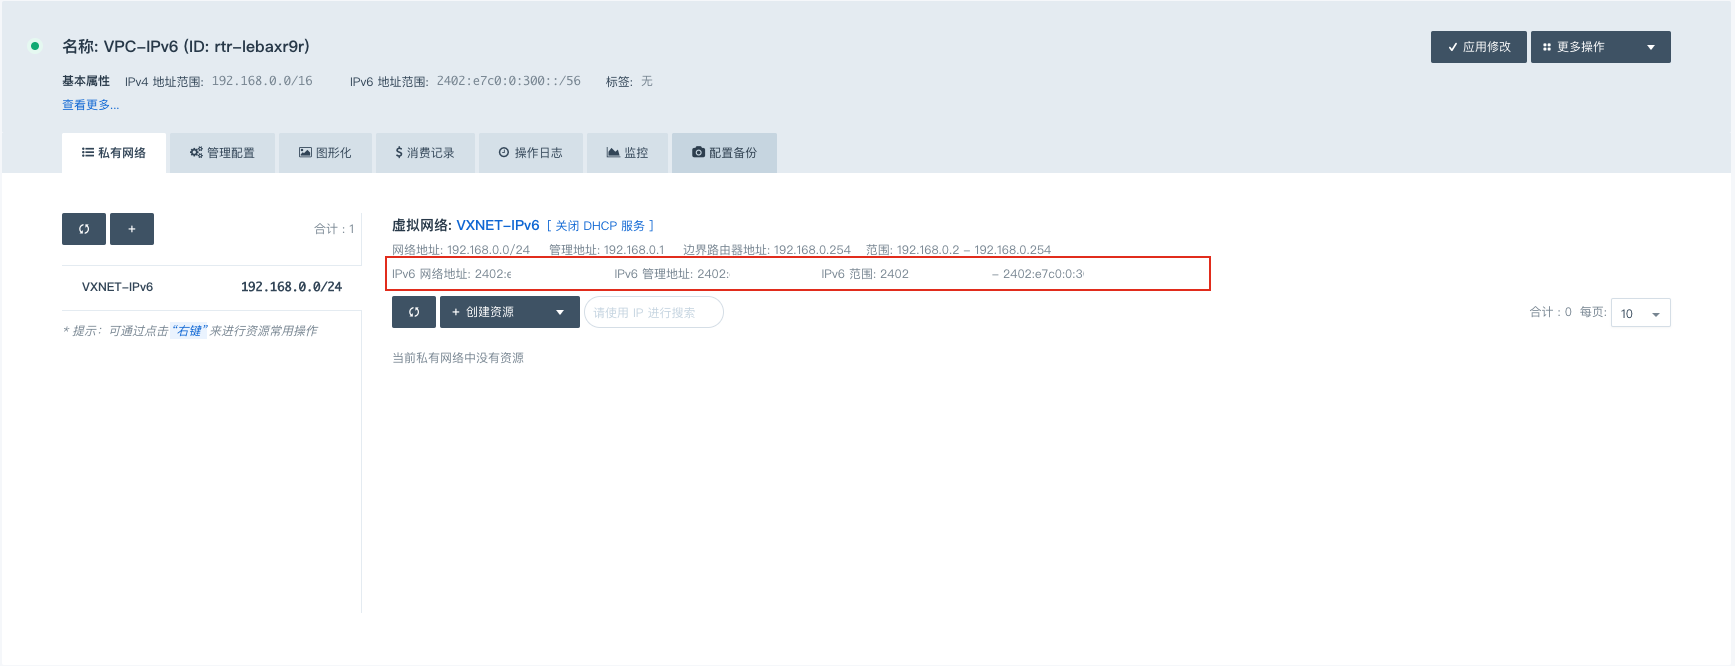 名称: VPC-IPv6 (ID: rtr-lebaxr9r)
应用修改 更多操作
基本属性 IPv4 地址范围: 192.168.0.0/16 IPv6 地址范围: 2402:e7c0:0:300::/56 标签: 无
查看更多...
私有网络 管理配置 图形化 消费记录 操作日志 监控 配置备份
+ 合计 : 1
VXNET-IPv6 192.168.0.0/24
* 提示: 可通过点击 “右键” 来进行资源常用操作
虚拟网络: VXNET-IPv6 [ 关闭 DHCP 服务 ]
网络地址: 192.168.0.0/24 管理地址: 192.168.0.1 边界路由器地址: 192.168.0.254 范围: 192.168.0.2 - 192.168.0.254
IPv6 网络地址: 2402: IPv6 管理地址: 2402: IPv6 范围: 2402 - 2402:e7c0:0:3
+ 创建资源 请使用 IP 进行搜索 合计 : 0 每页: 10
当前私有网络中没有资源